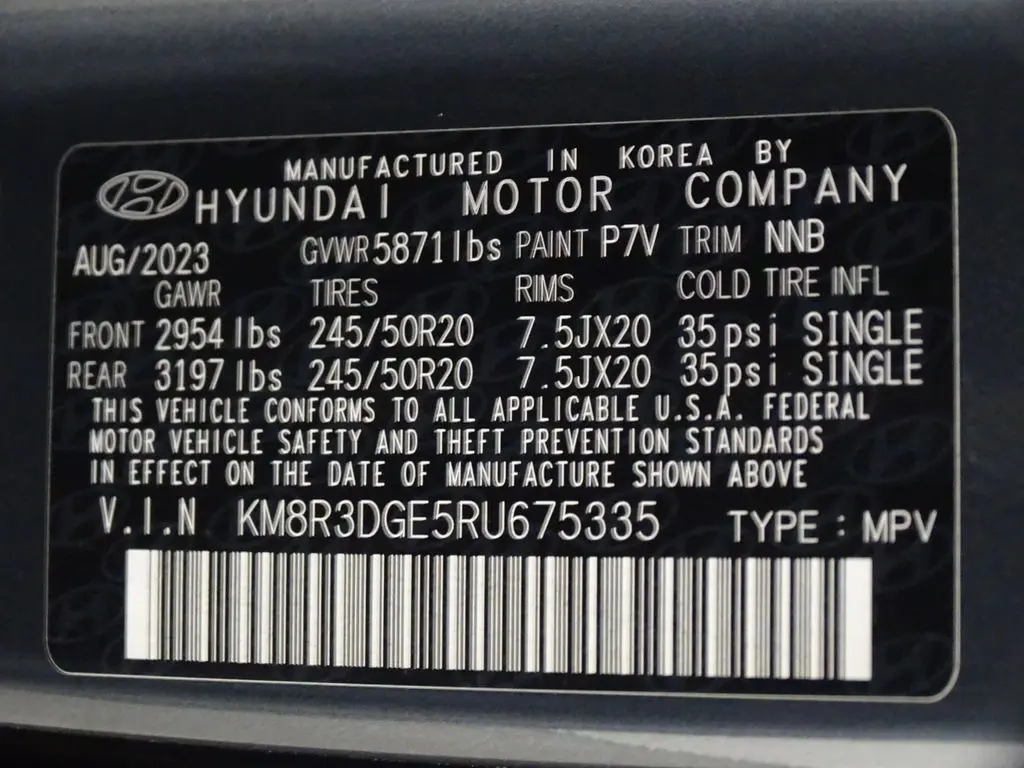 MANUFACTURED IN KOREA BY
HYUNDAI MOTOR COMPANY
AUG/2023 GVWR 5871lbs PAINT P7V TRIM NNB
GAWR TIRES RIMS COLD TIRE INFL
FRONT 2954 lbs 245/50R20 7.5JX20 35psi SINGLE
REAR 3197 lbs 245/50R20 7.5JX20 35psi SINGLE
THIS VEHICLE CONFORMS TO ALL APPLICABLE U.S.A. FEDERAL
MOTOR VEHICLE SAFETY AND THEFT PREVENTION STANDARDS
IN EFFECT ON THE DATE OF MANUFACTURE SHOWN ABOVE
V.I.N KM8R3DGE5RU675335 TYPE : MPV